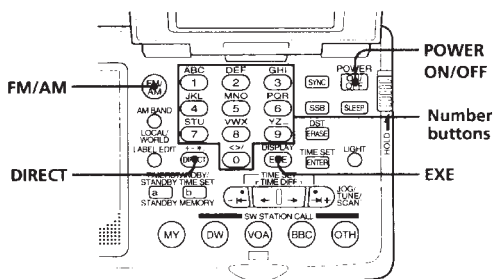 POWER
ON/OFF
FM/AM
Number
buttons
DIRECT
EXE
ABC DEF GHI POWER
FM/AM 1 2 3 SYNC OFF
JKL MNO PQR
AM BAND 4 5 6 SSB SLEEP
STU VWX YZ_ DST
LOCAL/WORLD 7 8 9 ERASE
HOLD
LABEL EDIT <>/ DISPLAY TIME SET LIGHT
DIRECT 0 EXE ENTER
STANDBY TIME SET TIME SET
a b TIME DIFF JOG/TUNE/SCAN
STANDBY MEMORY
SW STATION CALL
MY DW VOA BBC OTH